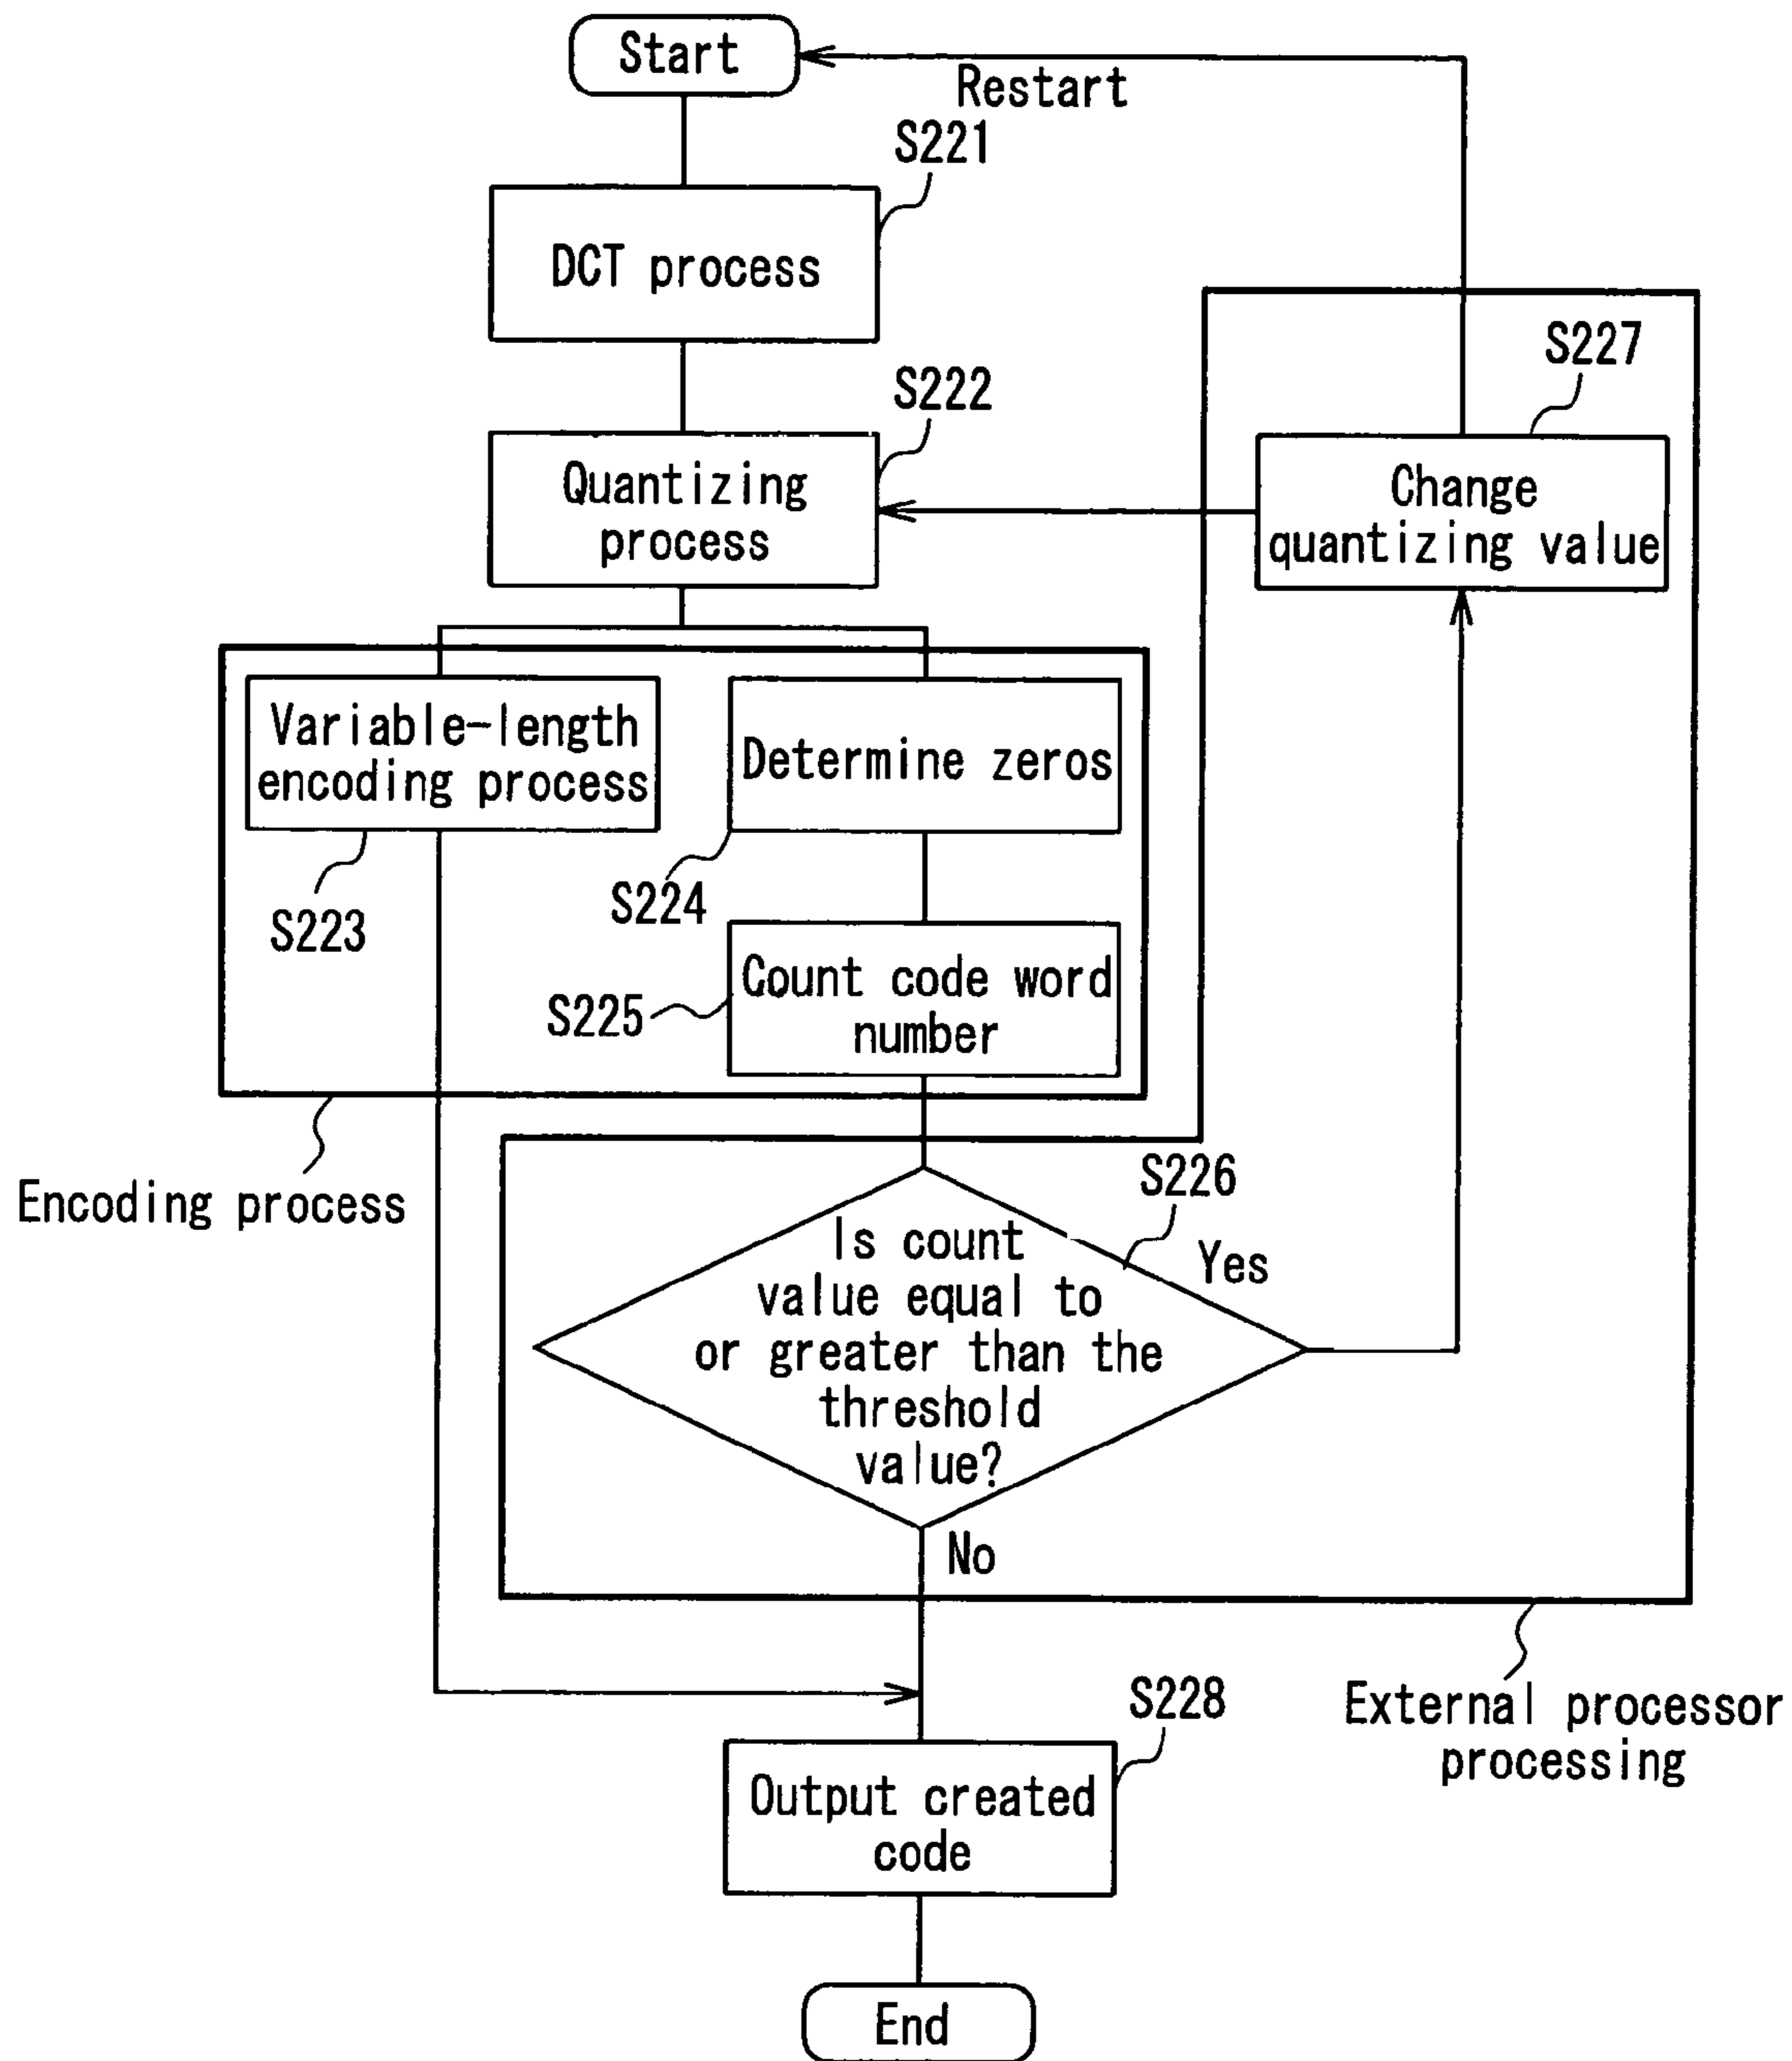 Start
Restart
S221
DCT process
S227
S222
Quantizing
process
Change
quantizing value
Variable-length
encoding process
Determine zeros
S224
S223
Count code word
number
S225
S226
Encoding process
Is count
value equal to
or greater than the
threshold
value?
Yes
No
S228
External processor
processing
Output created
code
End